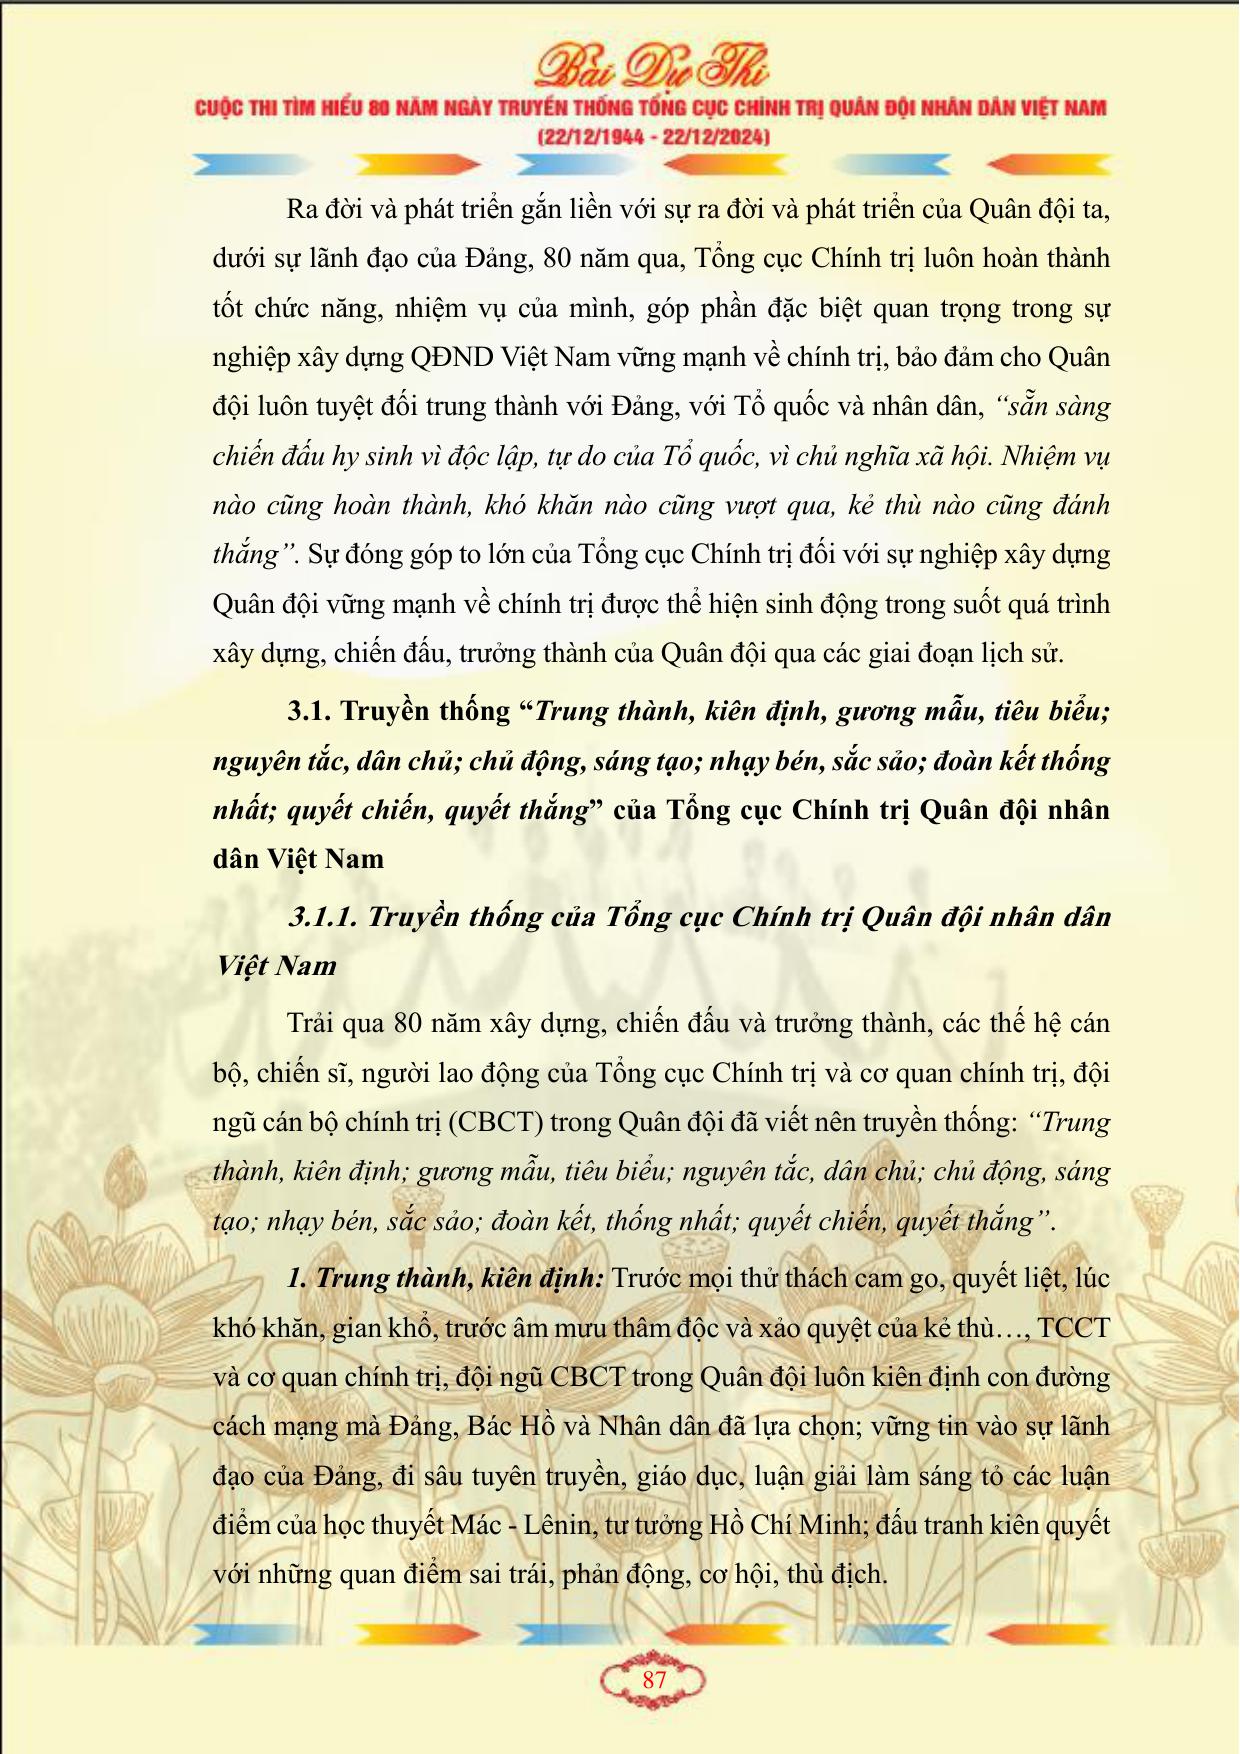 Bài Dự Thi
CUỘC THI TÌM HIỂU 80 NĂM NGÀY TRUYỀN THỐNG TỔNG CỤC CHÍNH TRỊ QUÂN ĐỘI NHÂN DÂN VIỆT NAM
(22/12/1944 - 22/12/2024)
Ra đời và phát triển gắn liền với sự ra đời và phát triển của Quân đội ta,
dưới sự lãnh đạo của Đảng, 80 năm qua, Tổng cục Chính trị luôn hoàn thành
tốt chức năng, nhiệm vụ của mình, góp phần đặc biệt quan trọng trong sự
nghiệp xây dựng QĐND Việt Nam vững mạnh về chính trị, bảo đảm cho Quân
đội luôn tuyệt đối trung thành với Đảng, với Tổ quốc và nhân dân, “sẵn sàng
chiến đấu hy sinh vì độc lập, tự do của Tổ quốc, vì chủ nghĩa xã hội. Nhiệm vụ
nào cũng hoàn thành, khó khăn nào cũng vượt qua, kẻ thù nào cũng đánh
thắng”. Sự đóng góp to lớn của Tổng cục Chính trị đối với sự nghiệp xây dựng
Quân đội vững mạnh về chính trị được thể hiện sinh động trong suốt quá trình
xây dựng, chiến đấu, trưởng thành của Quân đội qua các giai đoạn lịch sử.
3.1. Truyền thống “Trung thành, kiên định, gương mẫu, tiêu biểu;
nguyên tắc, dân chủ; chủ động, sáng tạo; nhạy bén, sắc sảo; đoàn kết thống
nhất; quyết chiến, quyết thắng” của Tổng cục Chính trị Quân đội nhân
dân Việt Nam
3.1.1. Truyền thống của Tổng cục Chính trị Quân đội nhân dân
Việt Nam
Trải qua 80 năm xây dựng, chiến đấu và trưởng thành, các thế hệ cán
bộ, chiến sĩ, người lao động của Tổng cục Chính trị và cơ quan chính trị, đội
ngũ cán bộ chính trị (CBCT) trong Quân đội đã viết nên truyền thống: “Trung
thành, kiên định; gương mẫu, tiêu biểu; nguyên tắc, dân chủ; chủ động, sáng
tạo; nhạy bén, sắc sảo; đoàn kết, thống nhất; quyết chiến, quyết thắng”.
1. Trung thành, kiên định: Trước mọi thử thách cam go, quyết liệt, lúc
khó khăn, gian khổ, trước âm mưu thâm độc và xảo quyệt của kẻ thù…, TCCT
và cơ quan chính trị, đội ngũ CBCT trong Quân đội luôn kiên định con đường
cách mạng mà Đảng, Bác Hồ và Nhân dân đã lựa chọn; vững tin vào sự lãnh
đạo của Đảng, đi sâu tuyên truyền, giáo dục, luận giải làm sáng tỏ các luận
điểm của học thuyết Mác - Lênin, tư tưởng Hồ Chí Minh; đấu tranh kiên quyết
với những quan điểm sai trái, phản động, cơ hội, thù địch.
87